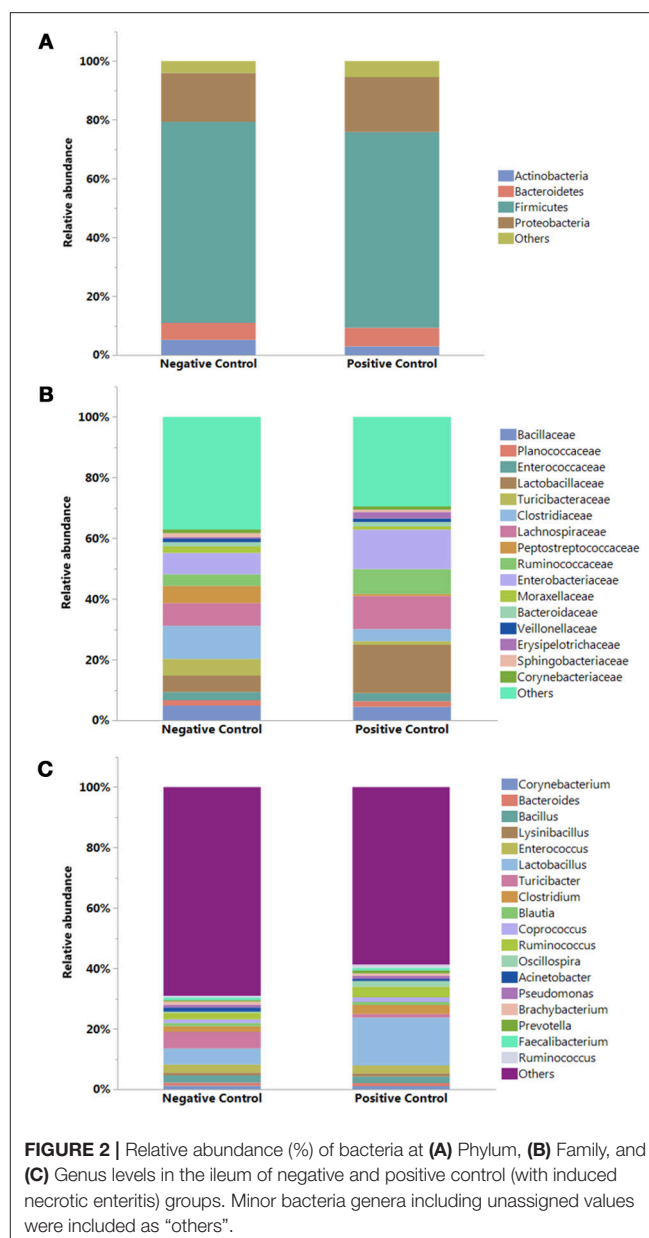 A
100%
80%
60%
40%
20%
0%
Relative abundance
Negative Control
Positive Control
Actinobacteria
Bacteroidetes
Firmicutes
Proteobacteria
Others
B
100%
80%
60%
40%
20%
0%
Relative abundance
Negative Control
Positive Control
Bacillaceae
Planococcaceae
Enterococcaceae
Lactobacillaceae
Turicibacteraceae
Clostridiaceae
Lachnospiraceae
Peptostreptococcaceae
Ruminococcaceae
Enterobacteriaceae
Moraxellaceae
Bacteroidaceae
Veillonellaceae
Erysipelotrichaceae
Sphingobacteriaceae
Corynebacteriaceae
Others
C
100%
80%
60%
40%
20%
0%
Relative abundance
Negative Control
Positive Control
Corynebacterium
Bacteroides
Bacillus
Lysinibacillus
Enterococcus
Lactobacillus
Turicibacter
Clostridium
Blautia
Coprococcus
Ruminococcus
Oscillospira
Acinetobacter
Pseudomonas
Brachybacterium
Prevotella
Faecalibacterium
Ruminococcus
Others
FIGURE 2 | Relative abundance (%) of bacteria at (A) Phylum, (B) Family, and
(C) Genus levels in the ileum of negative and positive control (with induced
necrotic enteritis) groups. Minor bacteria genera including unassigned values
were included as “others”.